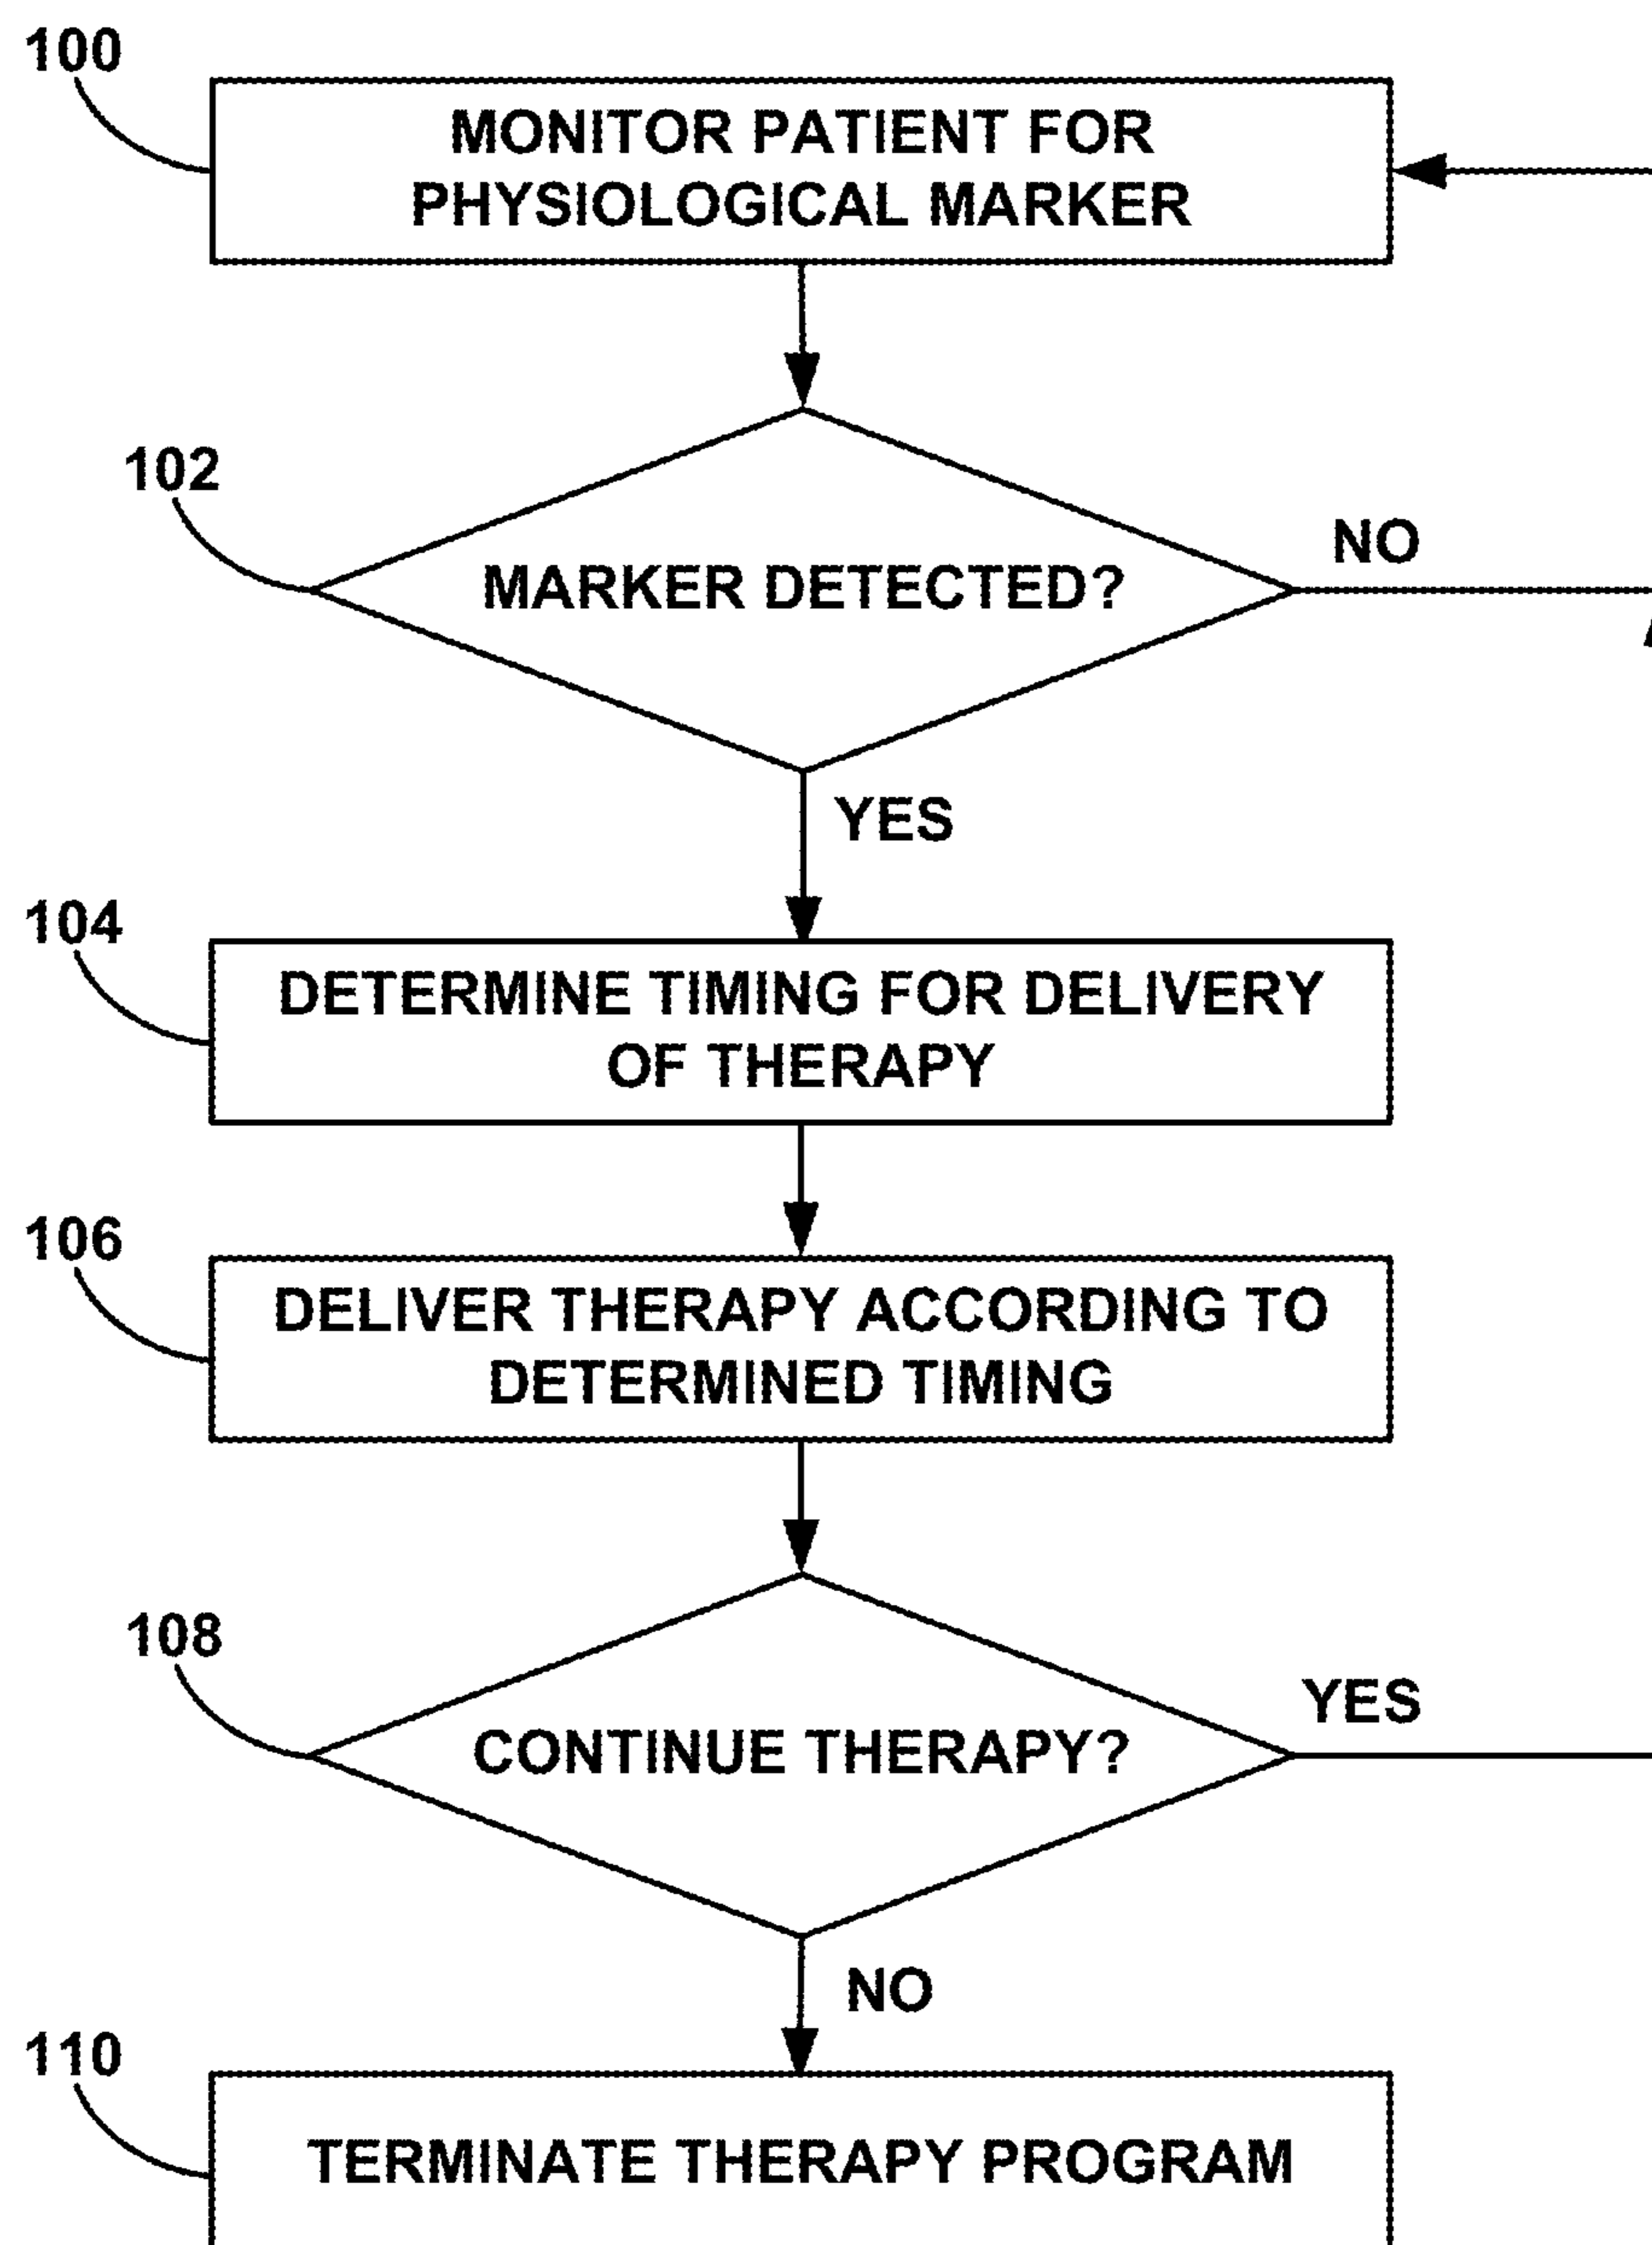 100
MONITOR PATIENT FOR
PHYSIOLOGICAL MARKER
102
MARKER DETECTED?
NO
YES
104
DETERMINE TIMING FOR DELIVERY
OF THERAPY
106
DELIVER THERAPY ACCORDING TO
DETERMINED TIMING
108
CONTINUE THERAPY?
YES
NO
110
TERMINATE THERAPY PROGRAM